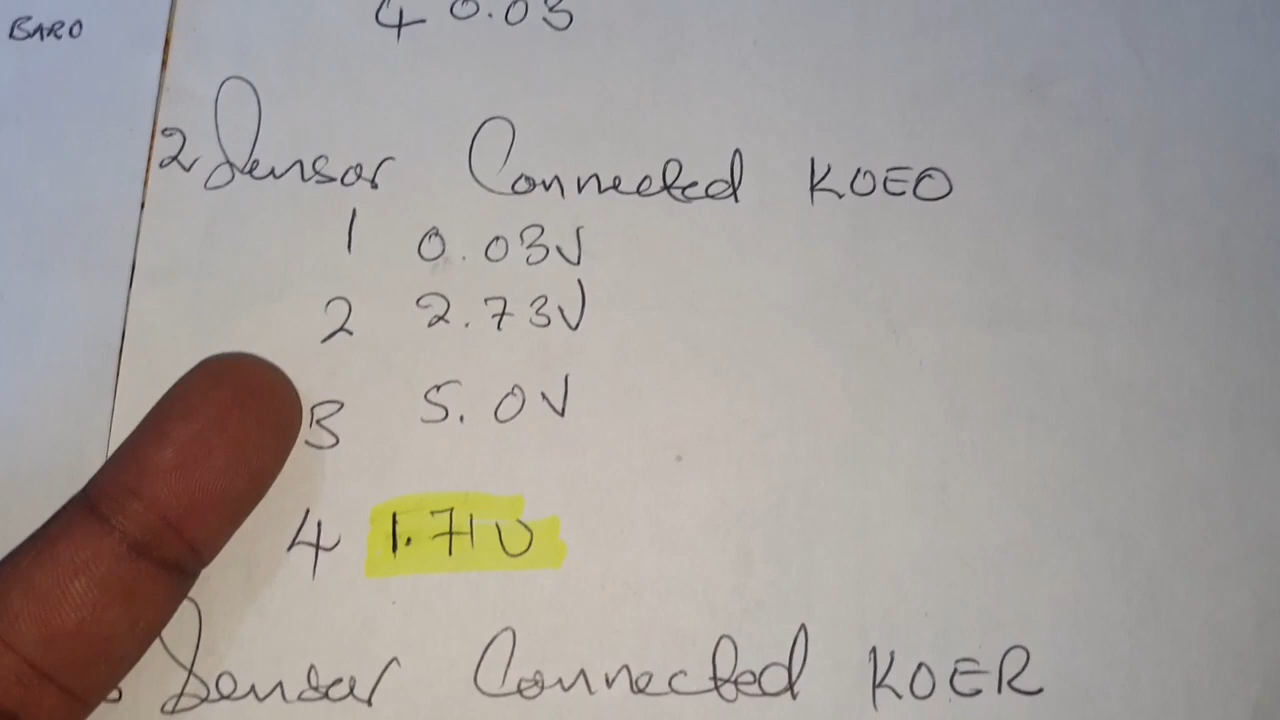 BARO
4 0.03
2 Sensor Connected KOEO
1 0.03V
2 2.73V
3 5.0V
4 1.71V
Sensor Connected KOER